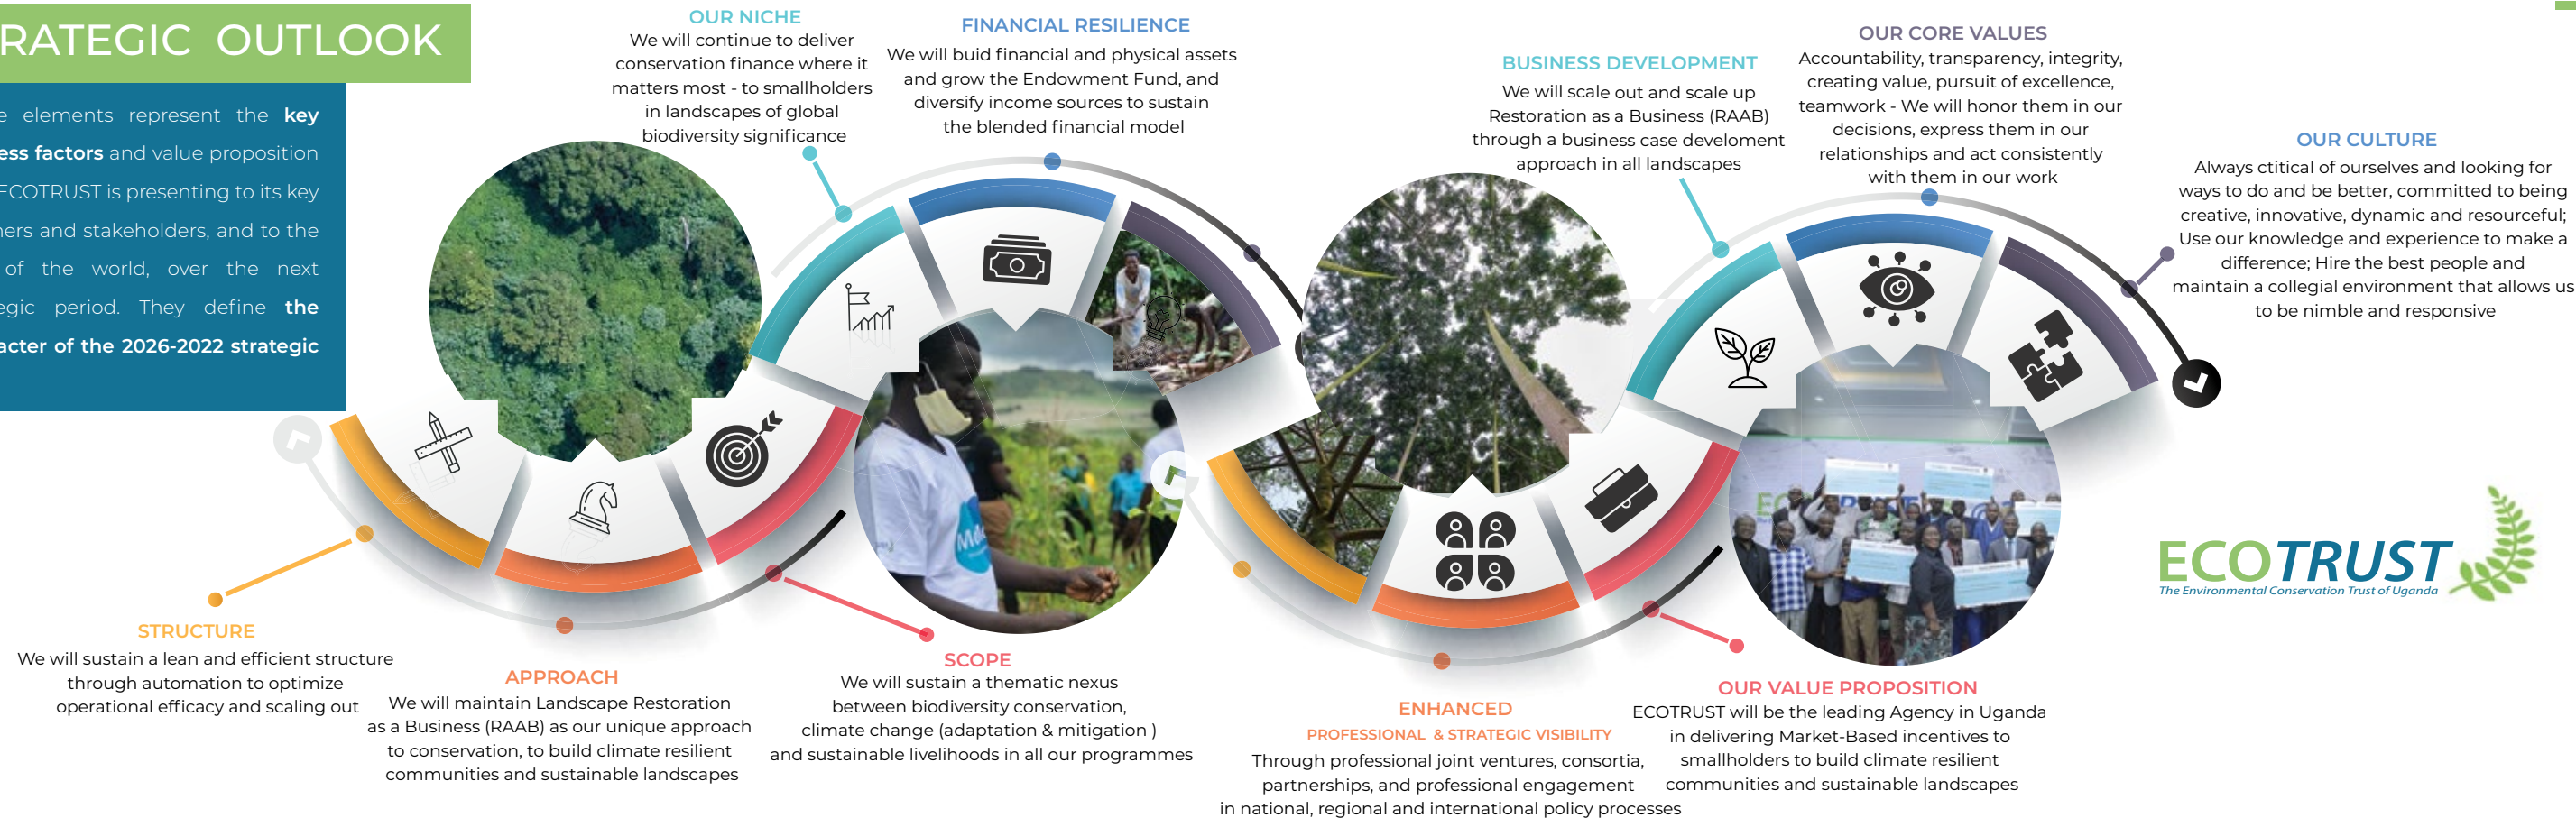 RATEGIC OUTLOOK
elements represent the key
ess factors and value proposition
ECOTRUST is presenting to its key
ners and stakeholders, and to the
of the world, over the next
egic period. They define the
acter of the 2026-2022 strategic
OUR NICHE
We will continue to deliver
conservation finance where it
matters most - to smallholders
in landscapes of global
biodiversity significance
FINANCIAL RESILIENCE
We will buid financial and physical assets
and grow the Endowment Fund, and
diversify income sources to sustain
the blended financial model
BUSINESS DEVELOPMENT
We will scale out and scale up
Restoration as a Business (RAAB)
through a business case develoment
approach in all landscapes
OUR CORE VALUES
Accountability, transparency, integrity,
creating value, pursuit of excellence,
teamwork - We will honor them in our
decisions, express them in our
relationships and act consistently
with them in our work
OUR CULTURE
Always ctitical of ourselves and looking for
ways to do and be better, committed to being
creative, innovative, dynamic and resourceful;
Use our knowledge and experience to make a
difference; Hire the best people and
maintain a collegial environment that allows us
to be nimble and responsive
STRUCTURE
We will sustain a lean and efficient structure
through automation to optimize
operational efficacy and scaling out
APPROACH
We will maintain Landscape Restoration
as a Business (RAAB) as our unique approach
to conservation, to build climate resilient
communities and sustainable landscapes
SCOPE
We will sustain a thematic nexus
between biodiversity conservation,
climate change (adaptation & mitigation )
and sustainable livelihoods in all our programmes
ENHANCED
PROFESSIONAL & STRATEGIC VISIBILITY
Through professional joint ventures, consortia,
partnerships, and professional engagement
in national, regional and international policy processes
OUR VALUE PROPOSITION
ECOTRUST will be the leading Agency in Uganda
in delivering Market-Based incentives to
smallholders to build climate resilient
communities and sustainable landscapes
ECOTRUST
The Environmental Conservation Trust of Uganda